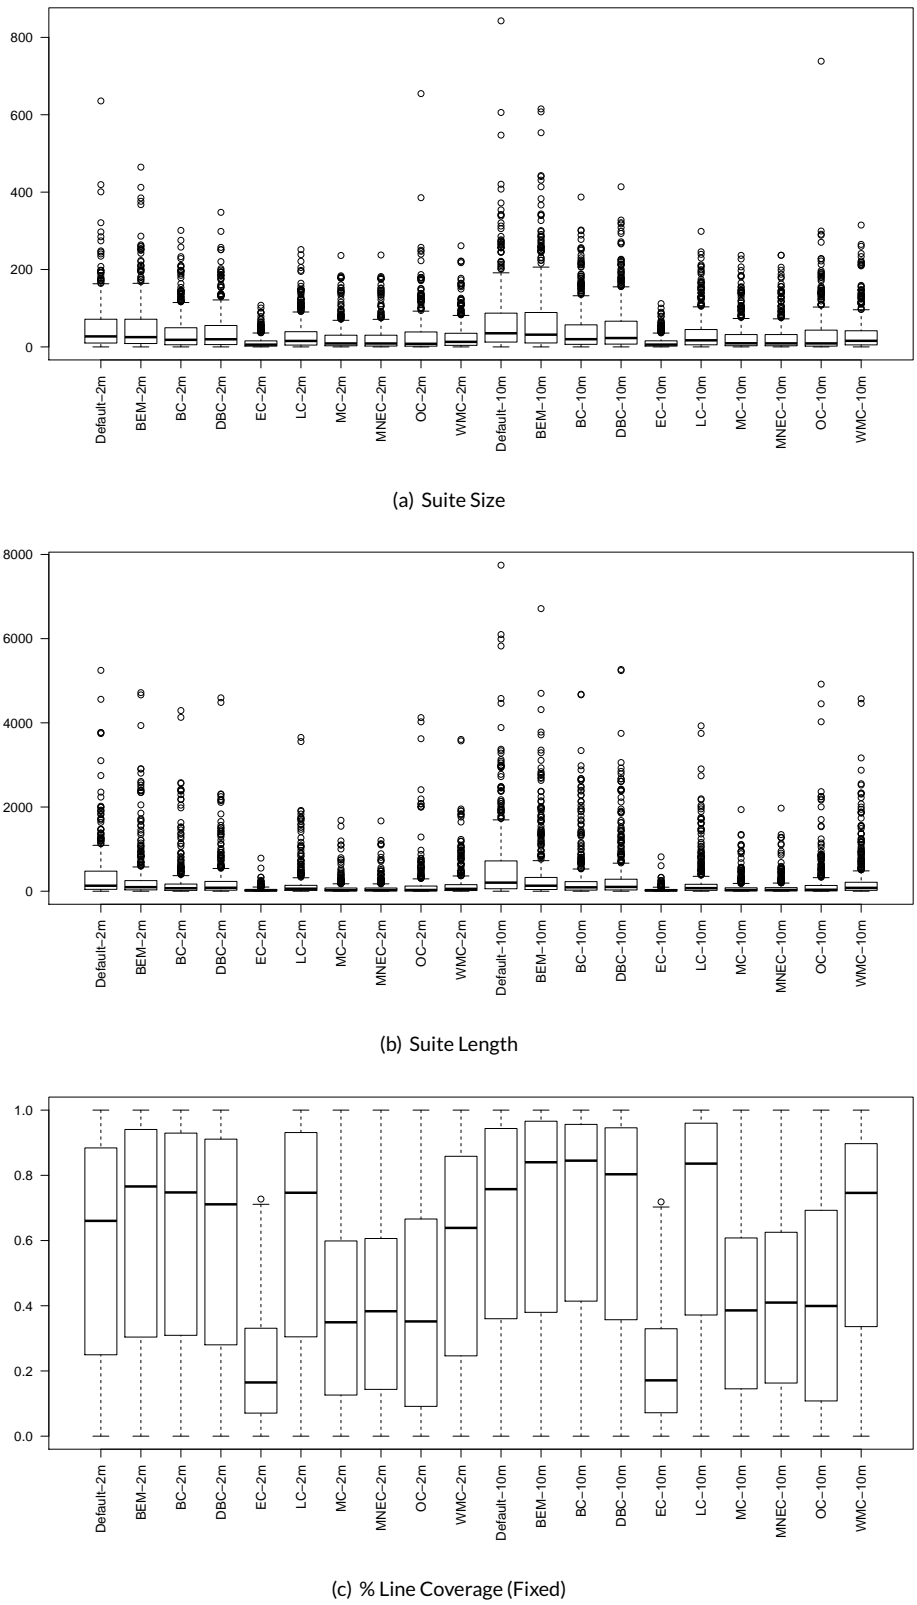 800
600
400
200
0
Default−2m
BEM−2m
BC−2m
DBC−2m
EC−2m
LC−2m
MC−2m
MNEC−2m
OC−2m
WMC−2m
Default−10m
BEM−10m
BC−10m
DBC−10m
EC−10m
LC−10m
MC−10m
MNEC−10m
OC−10m
WMC−10m
(a) Suite Size
8000
6000
4000
2000
0
Default−2m
BEM−2m
BC−2m
DBC−2m
EC−2m
LC−2m
MC−2m
MNEC−2m
OC−2m
WMC−2m
Default−10m
BEM−10m
BC−10m
DBC−10m
EC−10m
LC−10m
MC−10m
MNEC−10m
OC−10m
WMC−10m
(b) Suite Length
1.0
0.8
0.6
0.4
0.2
0.0
Default−2m
BEM−2m
BC−2m
DBC−2m
EC−2m
LC−2m
MC−2m
MNEC−2m
OC−2m
WMC−2m
Default−10m
BEM−10m
BC−10m
DBC−10m
EC−10m
LC−10m
MC−10m
MNEC−10m
OC−10m
WMC−10m
(c) % Line Coverage (Fixed)